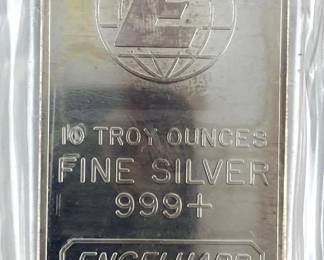 E
10 TROY OUNCES
FINE SILVER
999+
ENGELHARD